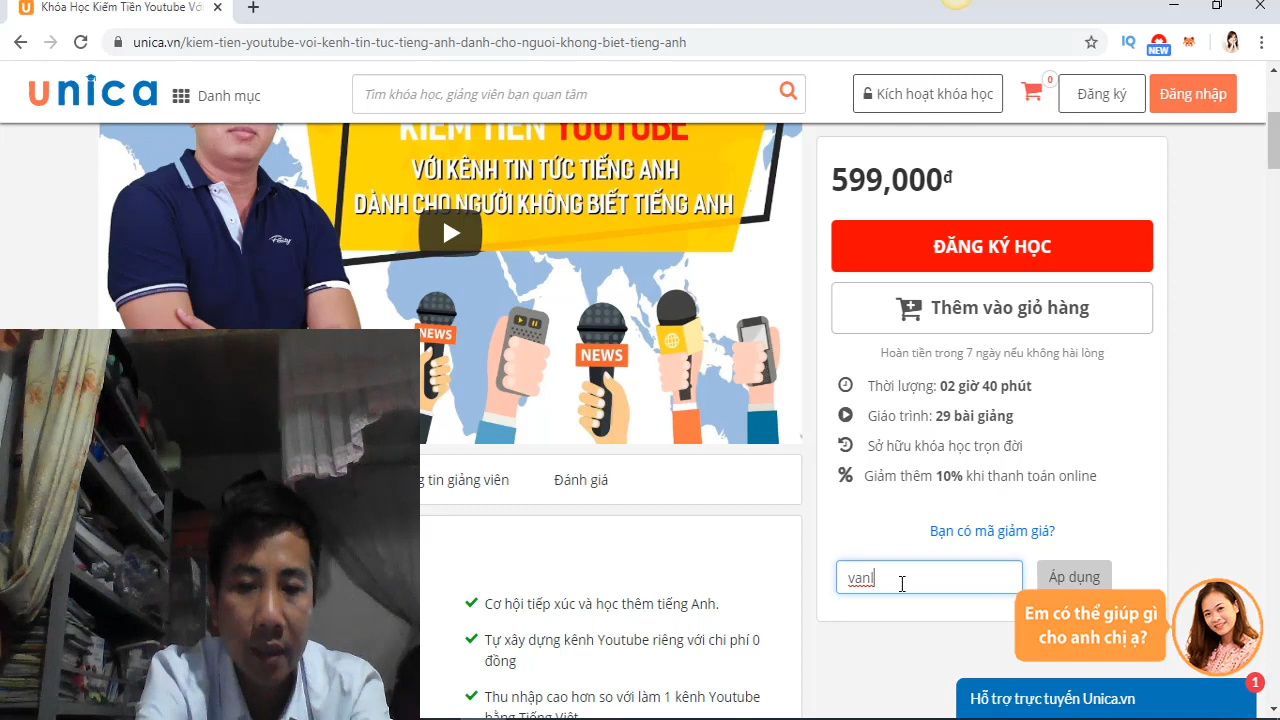 Khóa Học Kiếm Tiền Youtube Vớ
unica.vn/kiem-tien-youtube-voi-kenh-tin-tuc-tieng-anh-danh-cho-nguoi-khong-biet-tieng-anh
IQ
NEW
unica
Danh mục
Tìm khóa học, giảng viên bạn quan tâm
Kích hoạt khóa học
0
Đăng ký
Đăng nhập
KIẾM TIỀN YOUTUBE
VỚI KÊNH TIN TỨC TIẾNG ANH
DÀNH CHO NGƯỜI KHÔNG BIẾT TIẾNG ANH
NEWS
NEWS
599,000đ
ĐĂNG KÝ HỌC
Thêm vào giỏ hàng
Hoàn tiền trong 7 ngày nếu không hài lòng
Thời lượng: 02 giờ 40 phút
Giáo trình: 29 bài giảng
Sở hữu khóa học trọn đời
Giảm thêm 10% khi thanh toán online
Bạn có mã giảm giá?
vanl
Áp dụng
g tin giảng viên
Đánh giá
Cơ hội tiếp xúc và học thêm tiếng Anh.
Tự xây dựng kênh Youtube riêng với chi phí 0
đồng
Thu nhập cao hơn so với làm 1 kênh Youtube
bằng Tiếng Việt
Em có thể giúp gì
cho anh chị ạ?
1
Hỗ trợ trực tuyến Unica.vn